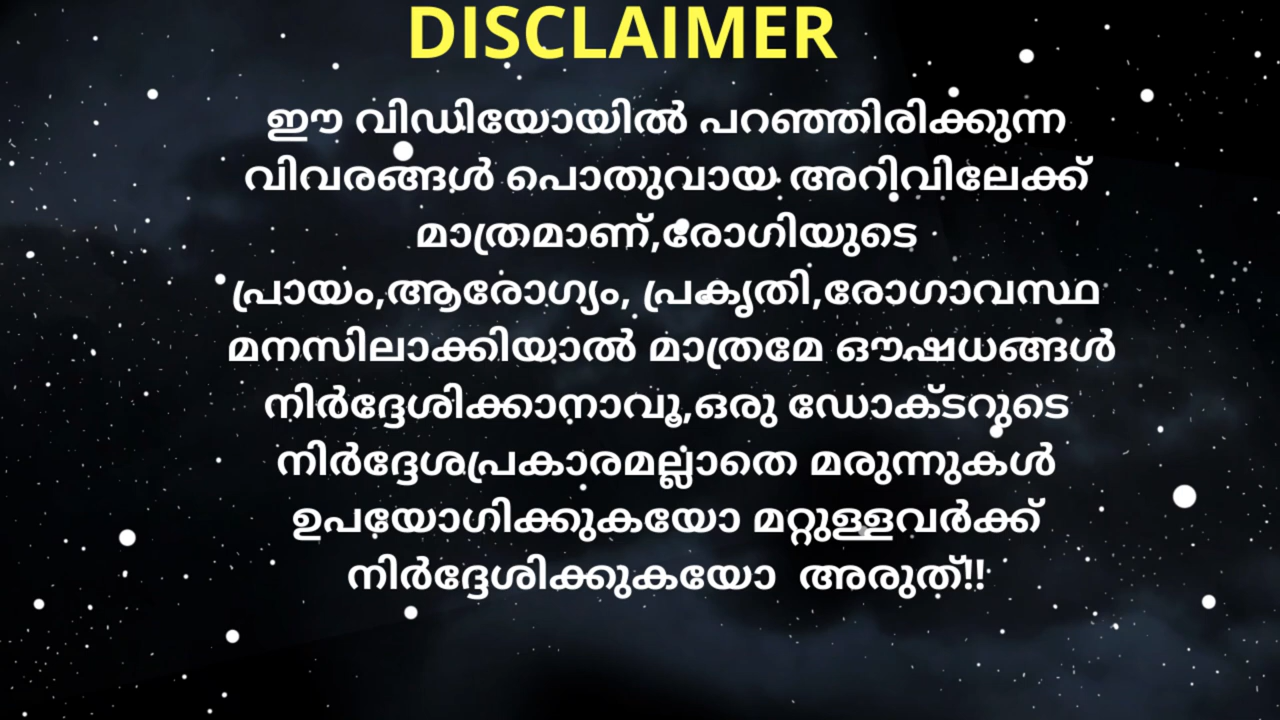 DISCLAIMER
ഈ വിഡിയോയിൽ പറഞ്ഞിരിക്കുന്ന
വിവരങ്ങൾ പൊതുവായ അറിവിലേക്ക്
മാത്രമാണ്,രോഗിയുടെ
പ്രായം,ആരോഗ്യം, പ്രകൃതി,രോഗാവസ്ഥ
മനസിലാക്കിയാൽ മാത്രമേ ഔഷധങ്ങൾ
നിർദ്ദേശിക്കാനാവൂ,ഒരു ഡോക്ടറുടെ
നിർദ്ദേശപ്രകാരമല്ലാതെ മരുന്നുകൾ
ഉപയോഗിക്കുകയോ മറ്റുള്ളവർക്ക്
നിർദ്ദേശിക്കുകയോ  അരുത്!!